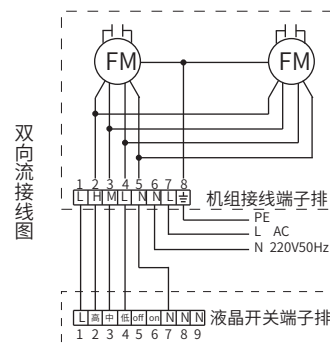 双向流接线图
FM FM
1 2 3 4 5 6 7 8
L H M L N N L
机组接线端子排
PE
L AC
N 220V50Hz
L 高 中 低 off on N N N
液晶开关端子排
1 2 3 4 5 6 7 8 9